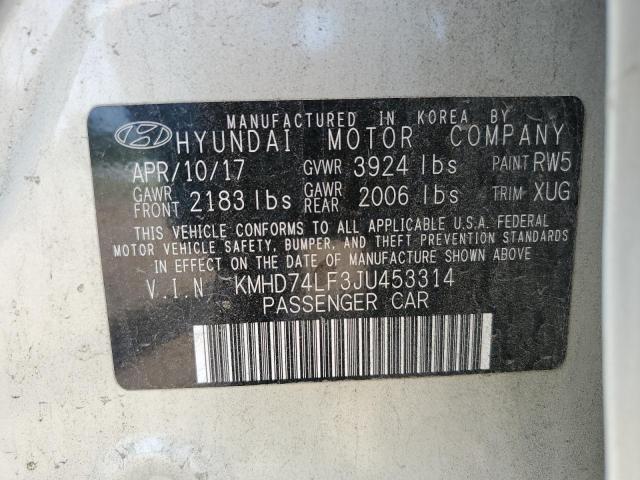 MANUFACTURED IN KOREA BY
HYUNDAI MOTOR COMPANY
APR/10/17 GVWR 3924 lbs PAINT RW5
GAWR FRONT 2183 lbs GAWR REAR 2006 lbs TRIM XUG
THIS VEHICLE CONFORMS TO ALL APPLICABLE U.S.A. FEDERAL
MOTOR VEHICLE SAFETY, BUMPER, AND THEFT PREVENTION STANDARDS
IN EFFECT ON THE DATE OF MANUFACTURE SHOWN ABOVE.
V.I.N. KMHD74LF3JU453314
PASSENGER CAR